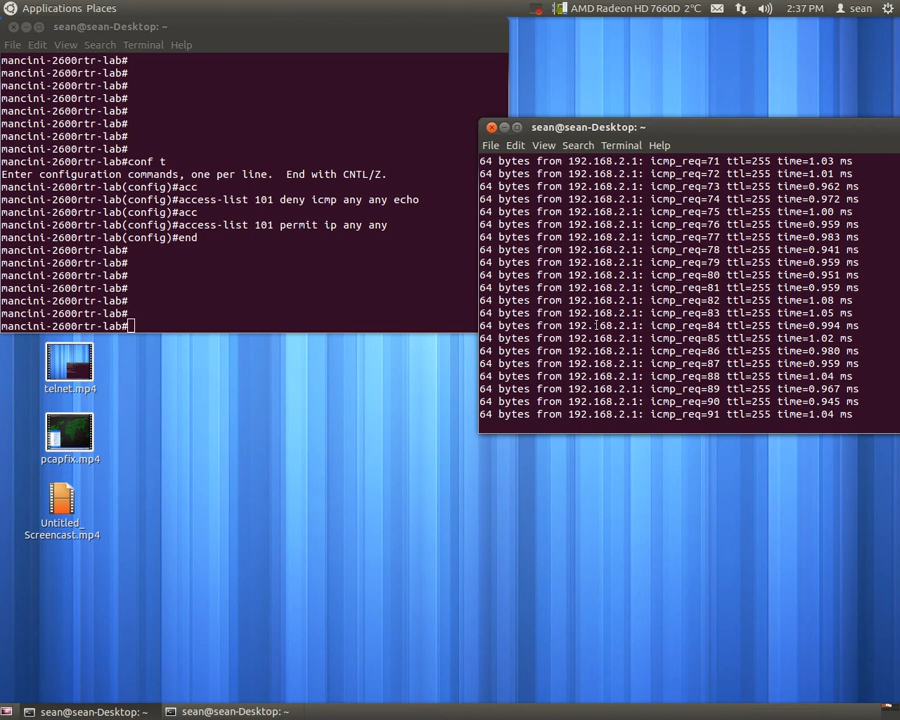 Applications Places
AMD Radeon HD 7660D 2°C
2:37 PM
sean
sean@sean-Desktop: ~
File Edit View Search Terminal Help
mancini-2600rtr-lab#
mancini-2600rtr-lab#
mancini-2600rtr-lab#
mancini-2600rtr-lab#
mancini-2600rtr-lab#
mancini-2600rtr-lab#
mancini-2600rtr-lab#
mancini-2600rtr-lab#
mancini-2600rtr-lab#conf t
Enter configuration commands, one per line.  End with CNTL/Z.
mancini-2600rtr-lab(config)#acc
mancini-2600rtr-lab(config)#access-list 101 deny icmp any any echo
mancini-2600rtr-lab(config)#acc
mancini-2600rtr-lab(config)#access-list 101 permit ip any any
mancini-2600rtr-lab(config)#end
mancini-2600rtr-lab#
mancini-2600rtr-lab#
mancini-2600rtr-lab#
mancini-2600rtr-lab#
mancini-2600rtr-lab#
mancini-2600rtr-lab#
mancini-2600rtr-lab#
sean@sean-Desktop: ~
File Edit View Search Terminal Help
64 bytes from 192.168.2.1: icmp_req=71 ttl=255 time=1.03 ms
64 bytes from 192.168.2.1: icmp_req=72 ttl=255 time=1.01 ms
64 bytes from 192.168.2.1: icmp_req=73 ttl=255 time=0.962 ms
64 bytes from 192.168.2.1: icmp_req=74 ttl=255 time=0.972 ms
64 bytes from 192.168.2.1: icmp_req=75 ttl=255 time=1.00 ms
64 bytes from 192.168.2.1: icmp_req=76 ttl=255 time=0.959 ms
64 bytes from 192.168.2.1: icmp_req=77 ttl=255 time=0.983 ms
64 bytes from 192.168.2.1: icmp_req=78 ttl=255 time=0.941 ms
64 bytes from 192.168.2.1: icmp_req=79 ttl=255 time=0.959 ms
64 bytes from 192.168.2.1: icmp_req=80 ttl=255 time=0.951 ms
64 bytes from 192.168.2.1: icmp_req=81 ttl=255 time=0.959 ms
64 bytes from 192.168.2.1: icmp_req=82 ttl=255 time=1.08 ms
64 bytes from 192.168.2.1: icmp_req=83 ttl=255 time=1.05 ms
64 bytes from 192.168.2.1: icmp_req=84 ttl=255 time=0.994 ms
64 bytes from 192.168.2.1: icmp_req=85 ttl=255 time=1.02 ms
64 bytes from 192.168.2.1: icmp_req=86 ttl=255 time=0.980 ms
64 bytes from 192.168.2.1: icmp_req=87 ttl=255 time=0.959 ms
64 bytes from 192.168.2.1: icmp_req=88 ttl=255 time=1.04 ms
64 bytes from 192.168.2.1: icmp_req=89 ttl=255 time=0.967 ms
64 bytes from 192.168.2.1: icmp_req=90 ttl=255 time=0.945 ms
64 bytes from 192.168.2.1: icmp_req=91 ttl=255 time=1.04 ms
telnet.mp4
pcapfix.mp4
Untitled_
Screencast.mp4
sean@sean-Desktop: ~
sean@sean-Desktop: ~